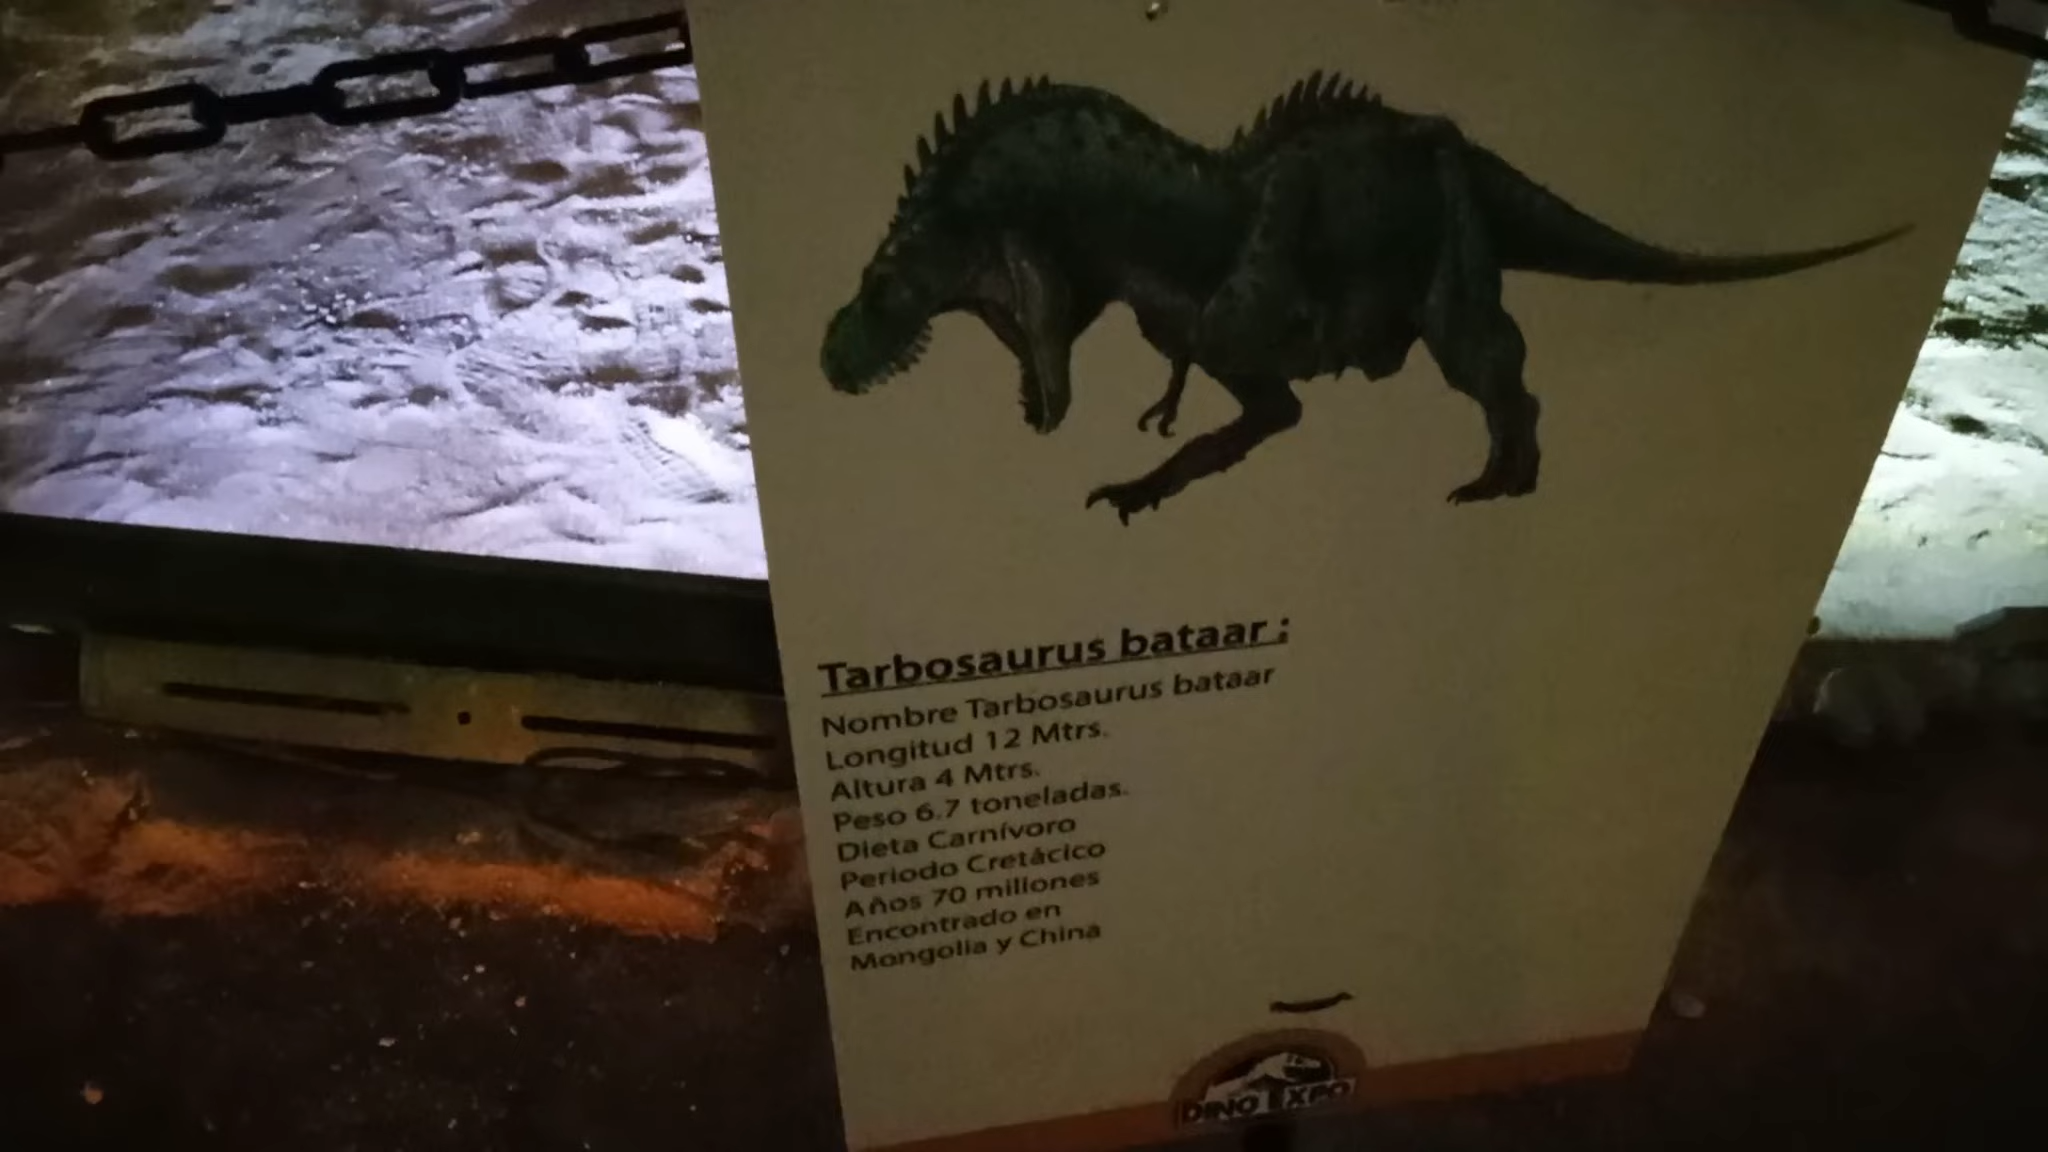 Tarbosaurus bataar :
Nombre Tarbosaurus bataar
Longitud 12 Mtrs.
Altura 4 Mtrs.
Peso 6.7 toneladas.
Dieta Carnívoro
Periodo Cretácico
Años 70 millones
Encontrado en
Mongolia y China
DINO EXPO